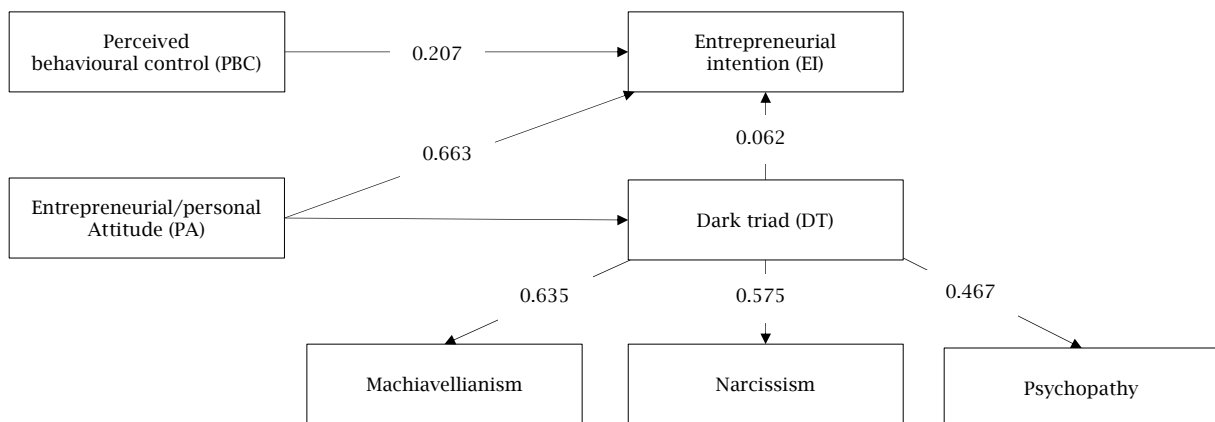 Perceived
behavioural control (PBC)
0.207
Entrepreneurial
intention (EI)
0.663
0.062
Entrepreneurial/personal
Attitude (PA)
Dark triad (DT)
0.635
0.575
0.467
Machiavellianism
Narcissism
Psychopathy